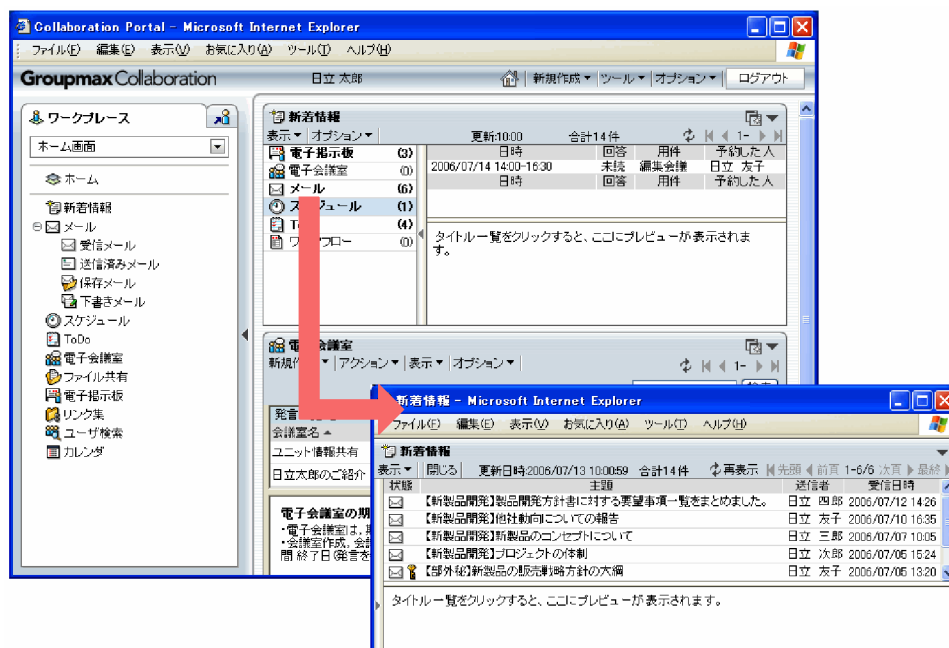 Collaboration Portal - Microsoft Internet Explorer
ファイル(F) 編集(E) 表示(V) お気に入り(A) ツール(T) ヘルプ(H)
Groupmax Collaboration 日立 太郎 新規作成 ツール オプション ログアウト
ワークプレース
ホーム画面
ホーム
新着情報
メール
受信メール
送信済みメール
保存メール
下書きメール
スケジュール
ToDo
電子会議室
ファイル共有
電子掲示板
リンク集
ユーザ検索
カレンダ
新着情報
表示 オプション 更新:10:00 合計14件 1-
電子掲示板 (3)
電子会議室 (0)
メール (6)
スケジュール (1)
(4)
(0)
日時 回答 用件 予約した人
2006/07/14 14:00-16:30 未読 編集会議 日立 友子
日時 回答 用件 予約した人
タイトル一覧をクリックすると、ここにプレビューが表示されま
す。
会議室
アクション 表示 オプション 1-
会議室名
ユニット情報共有
日立太郎のご紹介
電子会議室の期
・電子会議室は，
・会議室作成，会
間終了日(発言を
新着情報 - Microsoft Internet Explorer
ファイル(F) 編集(E) 表示(V) お気に入り(A) ツール(T) ヘルプ(H)
新着情報
表示 閉じる 更新日時:2006/07/13 10:00:59 合計14件 再表示 先頭 前頁 1-6/6 次頁 最終
状態 主題 送信者 受信日時
【新製品開発】製品開発方針書に対する要望事項一覧をまとめました。 日立 四郎 2006/07/12 14:26
【新製品開発】他社動向についての報告 日立 友子 2006/07/10 16:35
【新製品開発】新製品のコンセプトについて 日立 三郎 2006/07/07 10:05
【新製品開発】プロジェクトの体制 日立 次郎 2006/07/05 15:24
【部外秘】新製品の販売戦略方針の大綱 日立 友子 2006/07/05 13:20
タイトル一覧をクリックすると、ここにプレビューが表示されます。